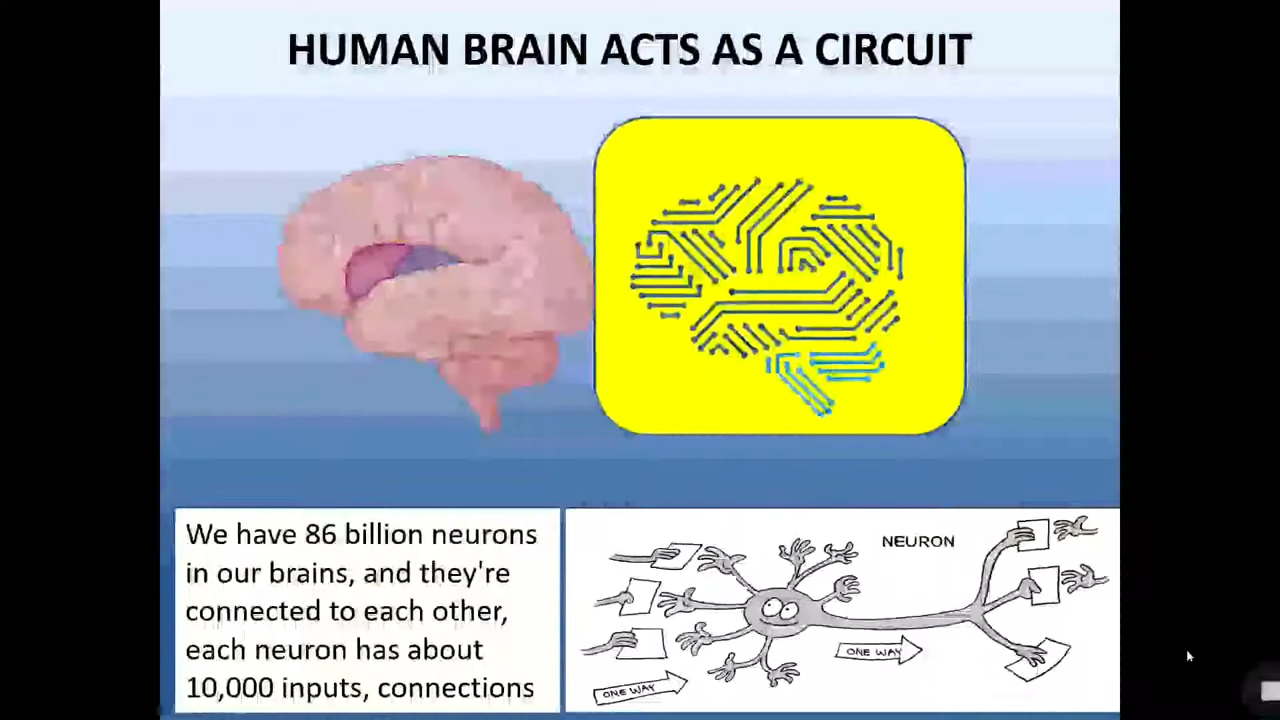 HUMAN BRAIN ACTS AS A CIRCUIT
We have 86 billion neurons
in our brains, and they're
connected to each other,
each neuron has about
10,000 inputs, connections
NEURON
ONE WAY
ONE WAY